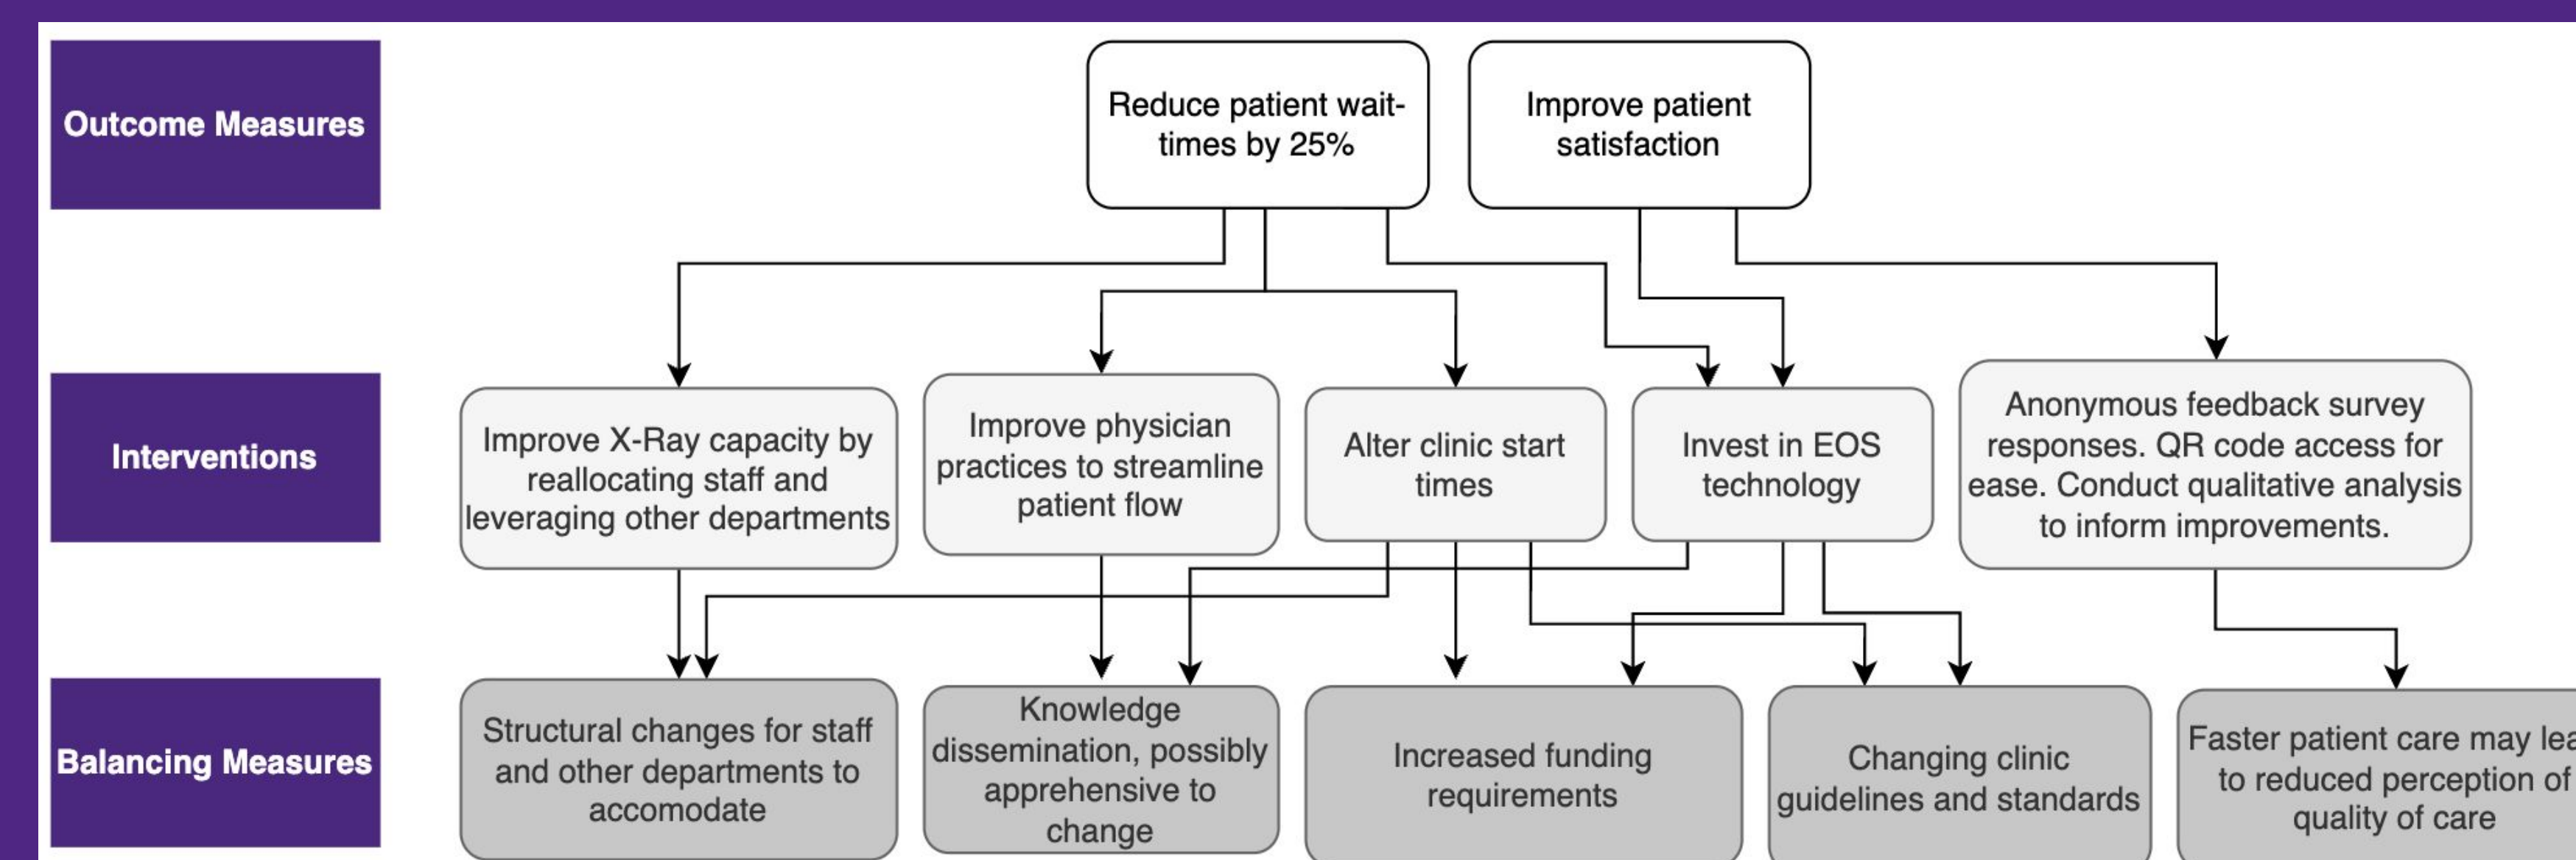 Outcome Measures
Reduce patient wait-
times by 25%
Improve patient
satisfaction
Interventions
Improve X-Ray capacity by
reallocating staff and
leveraging other departments
Improve physician
practices to streamline
patient flow
Alter clinic start
times
Invest in EOS
technology
Anonymous feedback survey
responses. QR code access for
ease. Conduct qualitative analysis
to inform improvements.
Balancing Measures
Structural changes for staff
and other departments to
accomodate
Knowledge
dissemination, possibly
apprehensive to
change
Increased funding
requirements
Changing clinic
guidelines and standards
Faster patient care may
to reduced perception of
quality of care